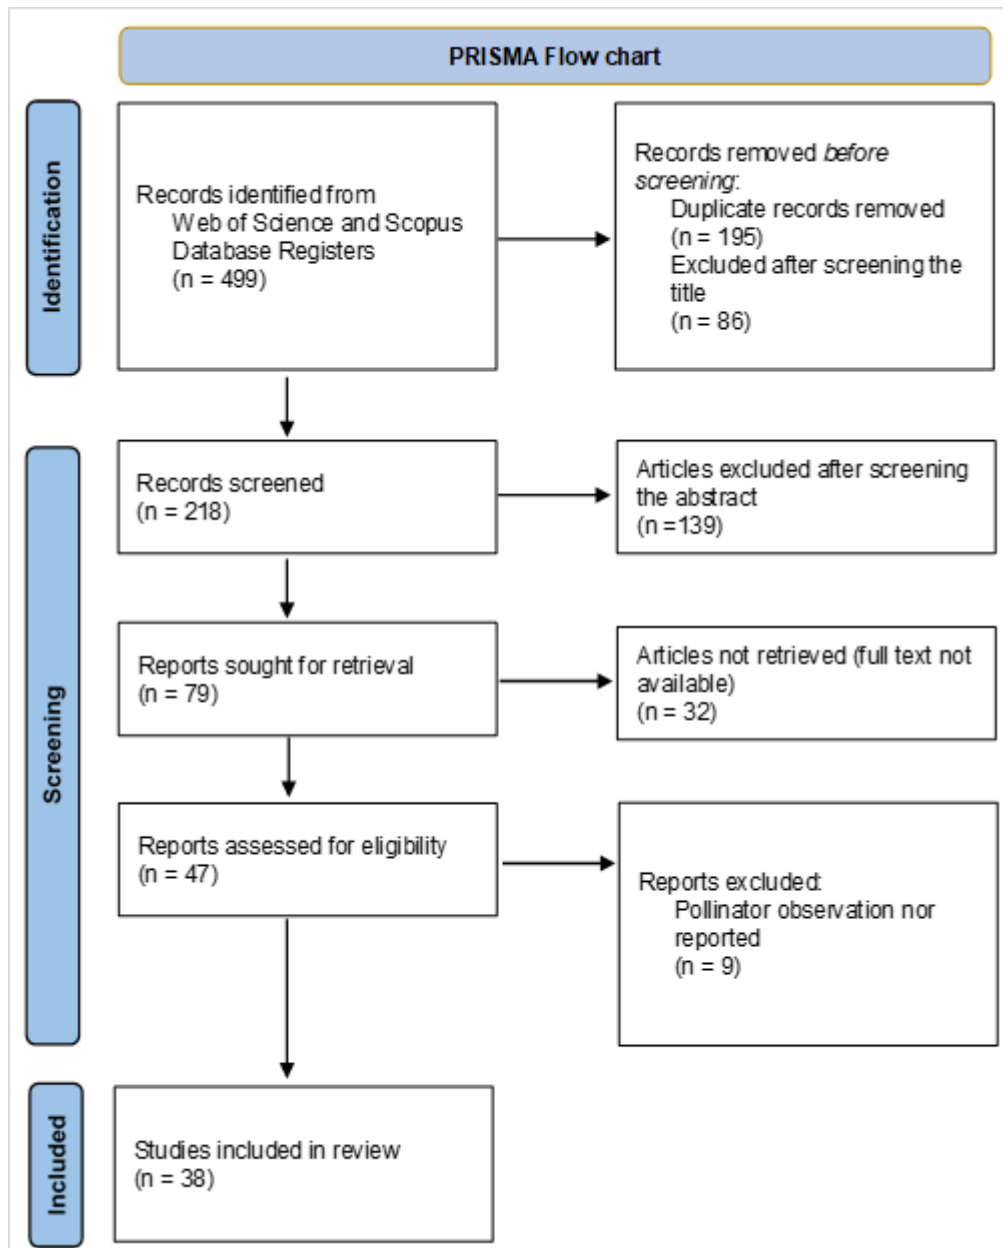 PRISMA Flow chart
Identification
Records identified from
Web of Science and Scopus
Database Registers
(n = 499)
Records removed before
screening:
Duplicate records removed
(n = 195)
Excluded after screening the
title
(n = 86)
Screening
Records screened
(n = 218)
Articles excluded after screening
the abstract
(n =139)
Reports sought for retrieval
(n = 79)
Articles not retrieved (full text not
available)
(n = 32)
Reports assessed for eligibility
(n = 47)
Reports excluded:
Pollinator observation nor
reported
(n = 9)
Included
Studies included in review
(n = 38)